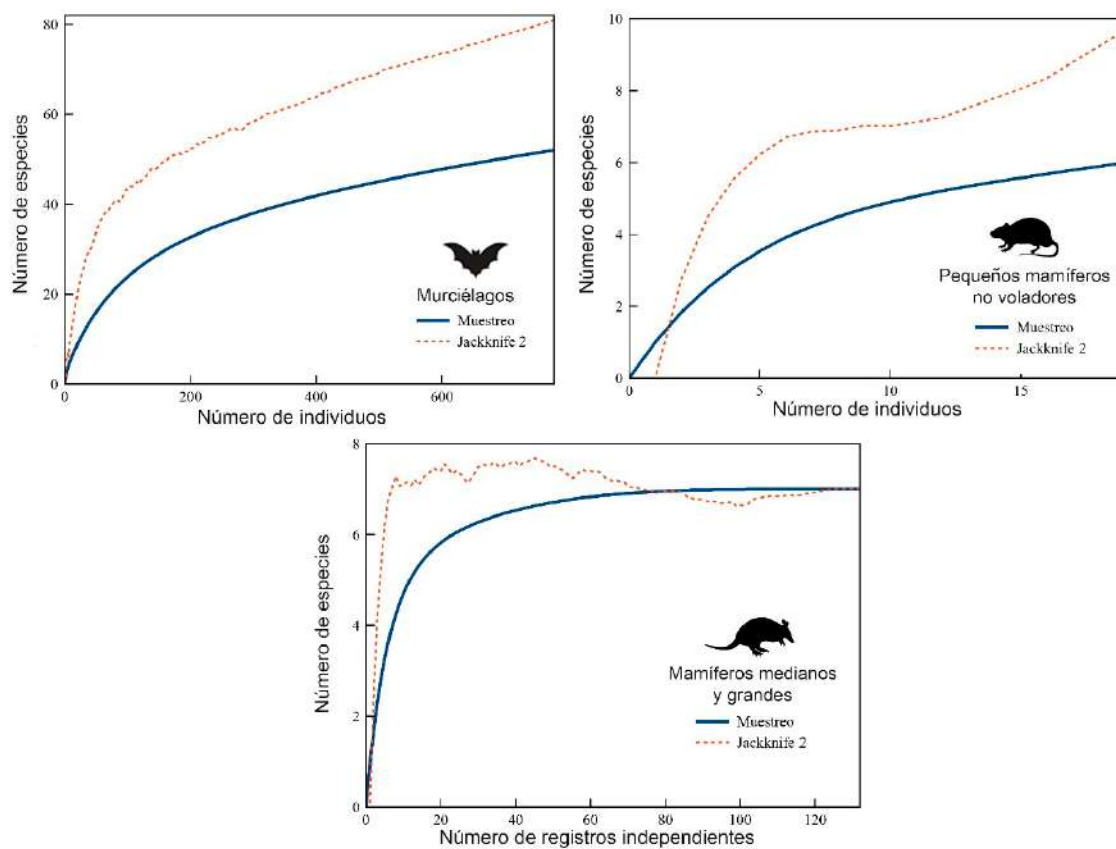 Número de especies
80
60
40
20
0
0
200
400
600
Número de individuos
Murciélagos
Muestreo
Jackknife 2
Número de especies
10
8
6
4
2
0
0
5
10
15
Número de individuos
Pequeños mamíferos
no voladores
Muestreo
Jackknife 2
Número de especies
8
6
4
2
0
0
20
40
60
80
100
120
Número de registros independientes
Mamíferos medianos
y grandes
Muestreo
Jackknife 2